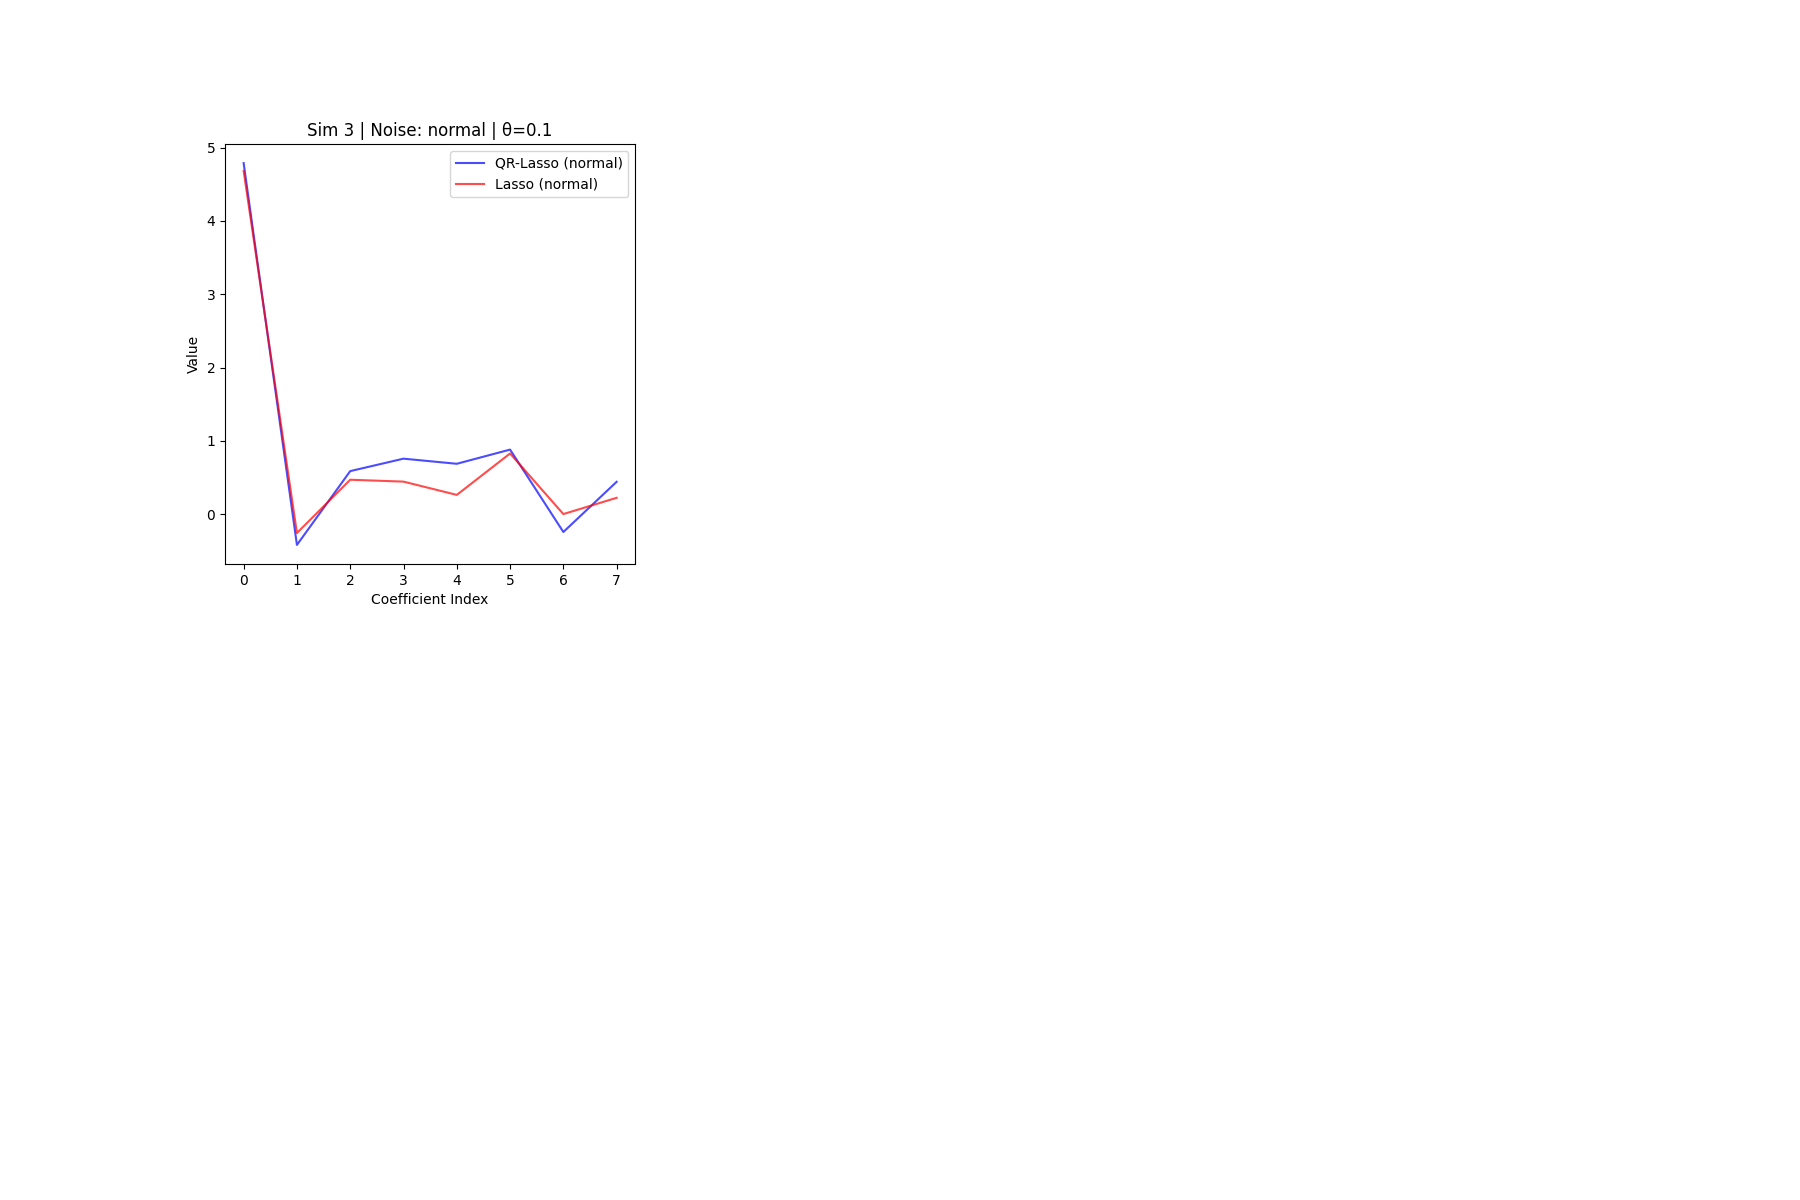 Sim 3 | Noise: normal | θ=0.1
QR-Lasso (normal)
Lasso (normal)
5
4
3
2
1
0
Value
0 1 2 3 4 5 6 7
Coefficient Index